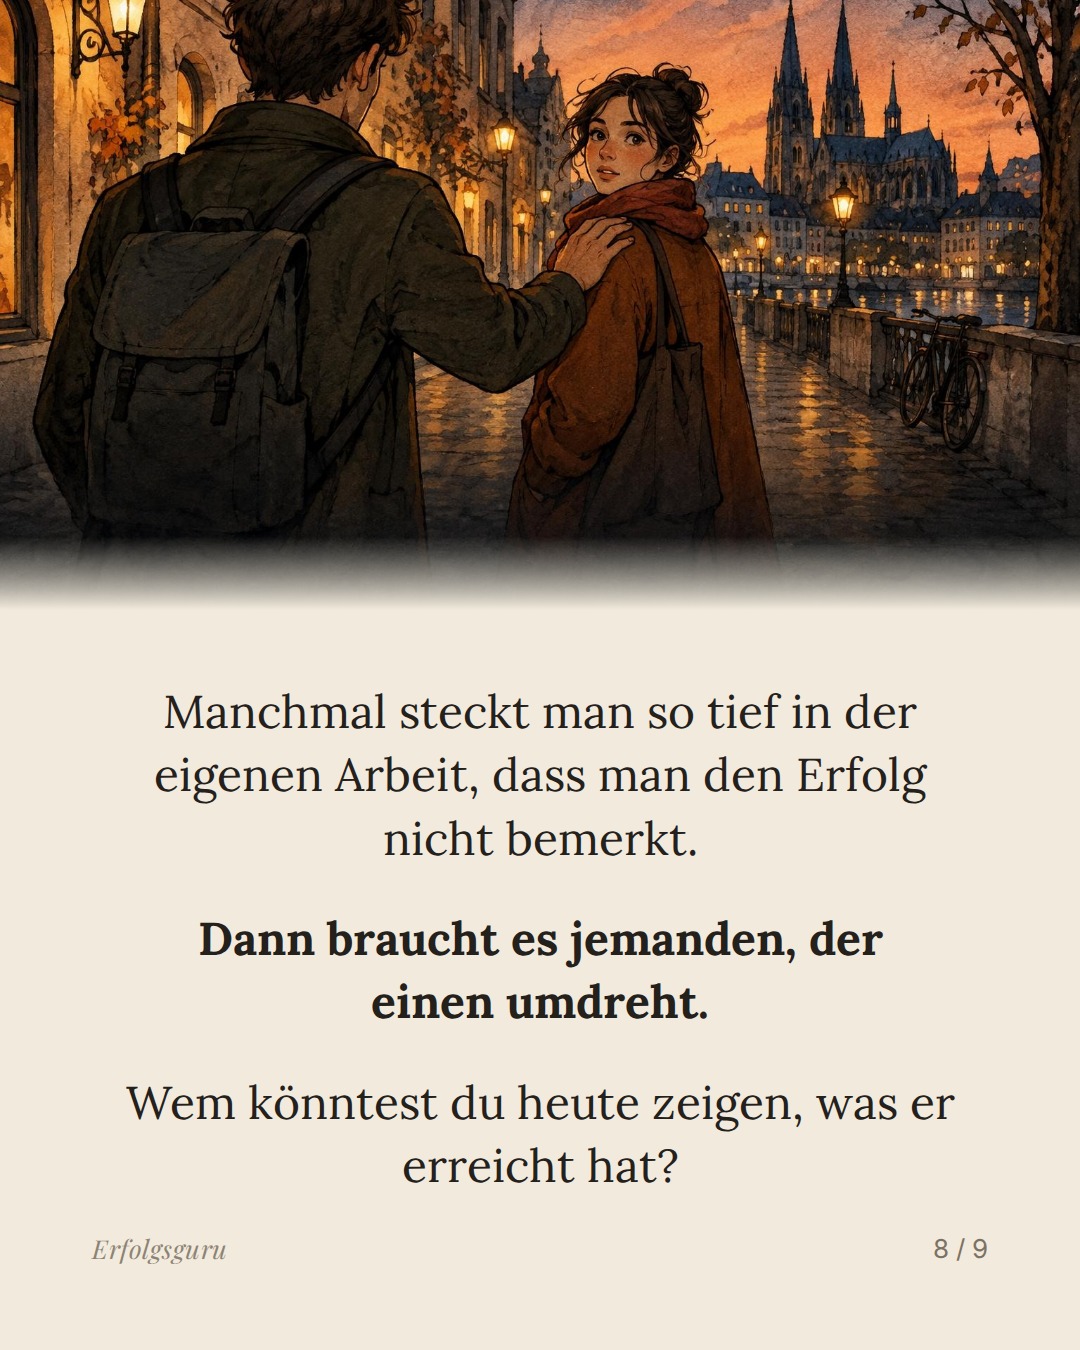 Manchmal steckt man so tief in der
eigenen Arbeit, dass man den Erfolg
nicht bemerkt.
Dann braucht es jemanden, der
einen umdreht.
Wem könntest du heute zeigen, was er
erreicht hat?
Erfolgsguru
8 / 9